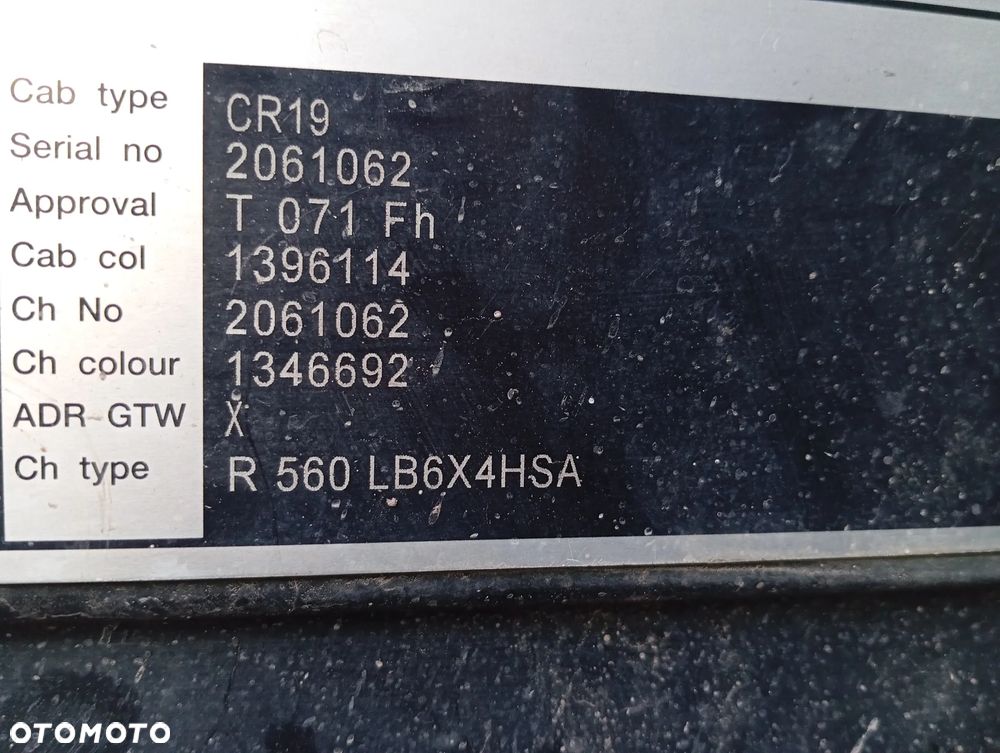 Cab type CR19
Serial no 2061062
Approval T 071 Fh
Cab col 1396114
Ch No 2061062
Ch colour 1346692
ADR GTW X
Ch type R 560 LB6X4HSA
OTOMOTO